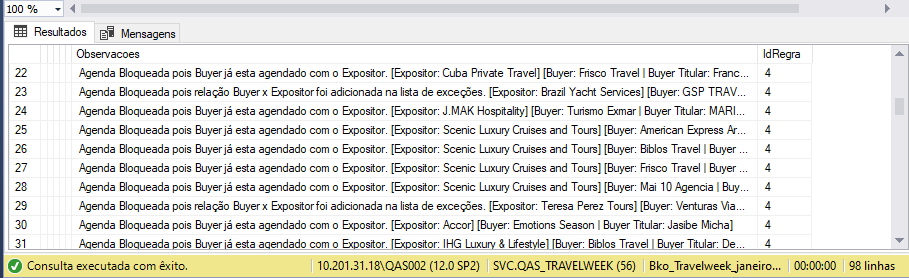 100 %
Resultados Mensagens
Observacoes IdRegra
22 Agenda Bloqueada pois Buyer já esta agendado com o Expositor. [Expositor: Cuba Private Travel] [Buyer: Frisco Travel | Buyer Titular: Franc... 4
23 Agenda Bloqueada pois relação Buyer x Expositor foi adicionada na lista de exceções. [Expositor: Brazil Yacht Services] [Buyer: GSP TRAV... 4
24 Agenda Bloqueada pois Buyer já esta agendado com o Expositor. [Expositor: J.MAK Hospitality] [Buyer: Turismo Exmar | Buyer Titular: MARI... 4
25 Agenda Bloqueada pois Buyer já esta agendado com o Expositor. [Expositor: Scenic Luxury Cruises and Tours] [Buyer: American Express Ar... 4
26 Agenda Bloqueada pois Buyer já esta agendado com o Expositor. [Expositor: Scenic Luxury Cruises and Tours] [Buyer: Biblos Travel | Buyer ... 4
27 Agenda Bloqueada pois Buyer já esta agendado com o Expositor. [Expositor: Scenic Luxury Cruises and Tours] [Buyer: Frisco Travel | Buyer ... 4
28 Agenda Bloqueada pois Buyer já esta agendado com o Expositor. [Expositor: Scenic Luxury Cruises and Tours] [Buyer: Mai 10 Agencia | Buy... 4
29 Agenda Bloqueada pois relação Buyer x Expositor foi adicionada na lista de exceções. [Expositor: Teresa Perez Tours] [Buyer: Venturas Via... 4
30 Agenda Bloqueada pois Buyer já esta agendado com o Expositor. [Expositor: Accor] [Buyer: Emotions Season | Buyer Titular: Jasibe Micha] 4
31 Agenda Bloqueada pois Buyer já esta agendado com o Expositor. [Expositor: IHG Luxury & Lifestyle] [Buyer: Biblos Travel | Buyer Titular: De... 4
Consulta executada com êxito. 10.201.31.18\QAS002 (12.0 SP2) SVC.QAS_TRAVELWEEK (56) Bko_Travelweek_janeiro... 00:00:00 98 linhas